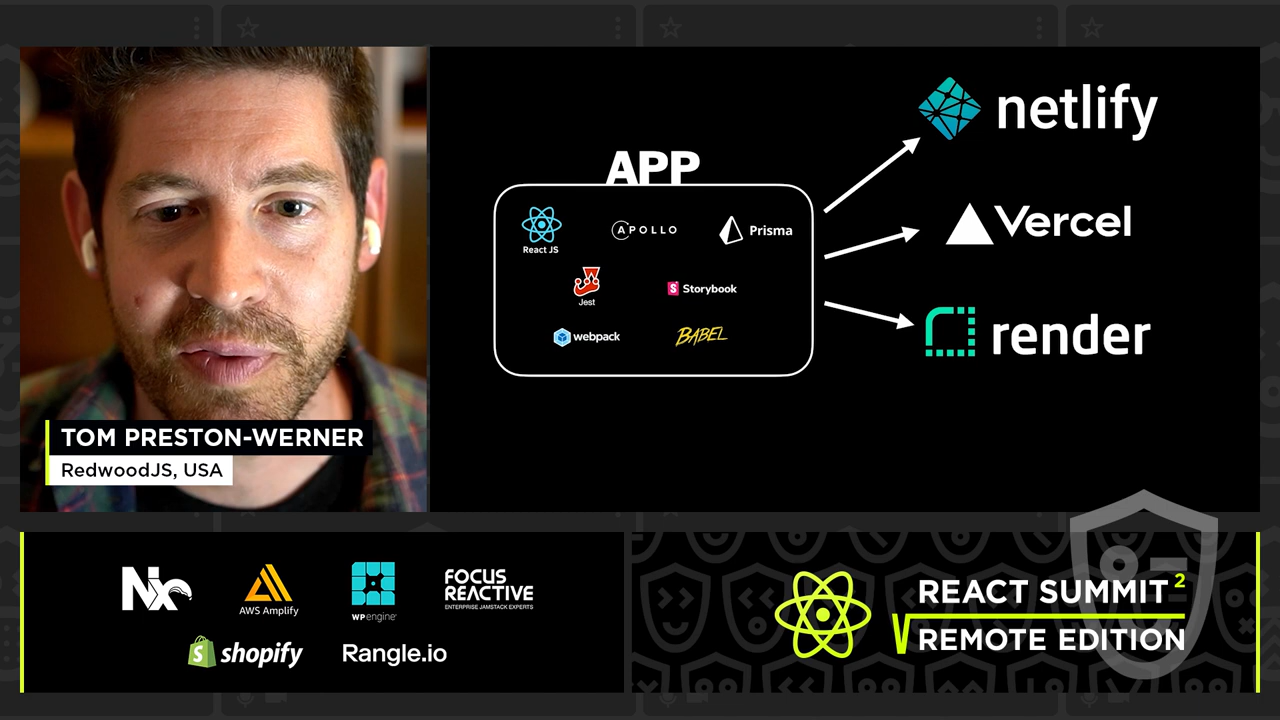 APP
React JS
APOLLO
Prisma
Jest
Storybook
webpack
BABEL
netlify
Vercel
render
TOM PRESTON-WERNER
RedwoodJS, USA
Nx
AWS Amplify
WP engine
FOCUS
REACTIVE
ENTERPRISE JAMSTACK EXPERTS
shopify
Rangle.io
REACT SUMMIT 2
REMOTE EDITION